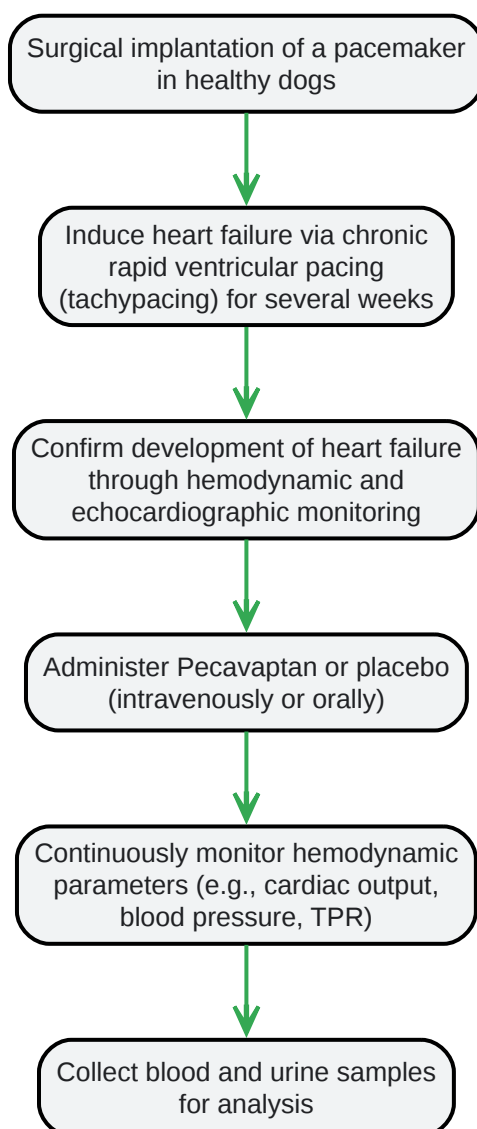 Surgical implantation of a pacemaker
in healthy dogs
Induce heart failure via chronic
rapid ventricular pacing
(tachypacing) for several weeks
Confirm development of heart failure
through hemodynamic and
echocardiographic monitoring
Administer Pecavaptan or placebo
(intravenously or orally)
Continuously monitor hemodynamic
parameters (e.g., cardiac output,
blood pressure, TPR)
Collect blood and urine samples
for analysis